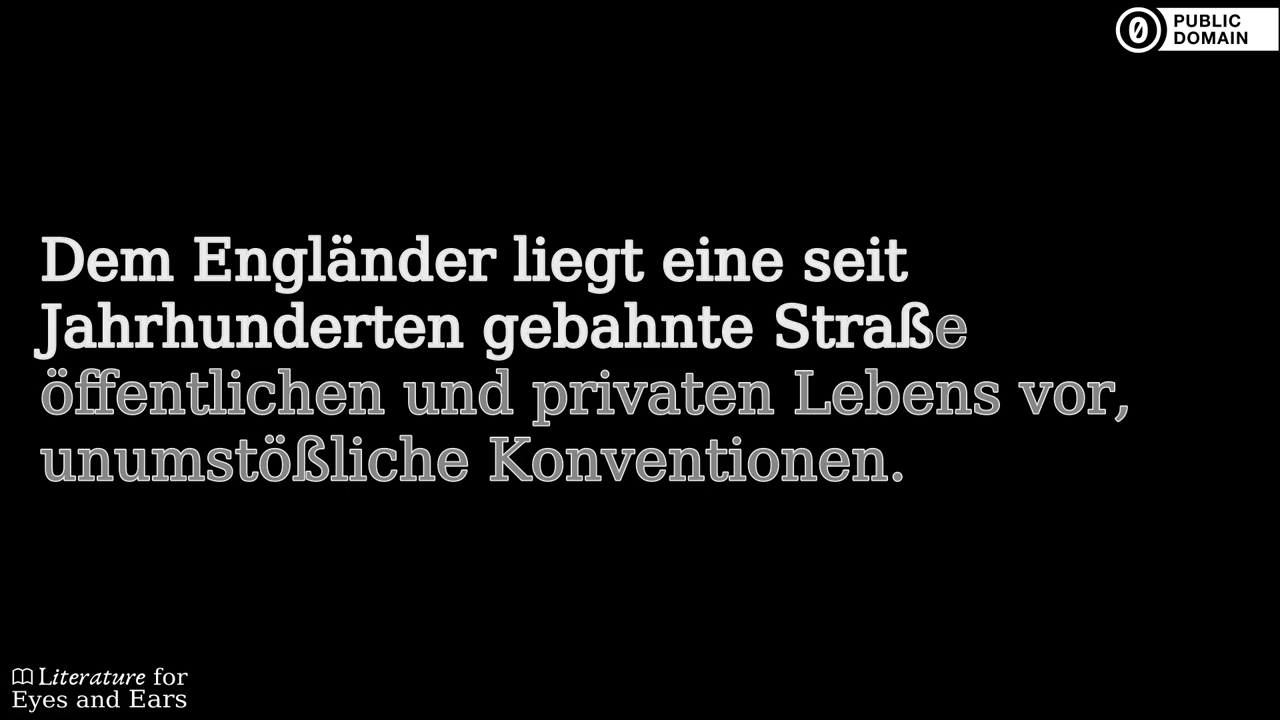 PUBLIC
DOMAIN
Dem Engländer liegt eine seit
Jahrhunderten gebahnte Straße
öffentlichen und privaten Lebens vor,
unumstößliche Konventionen.
Literature for
Eyes and Ears